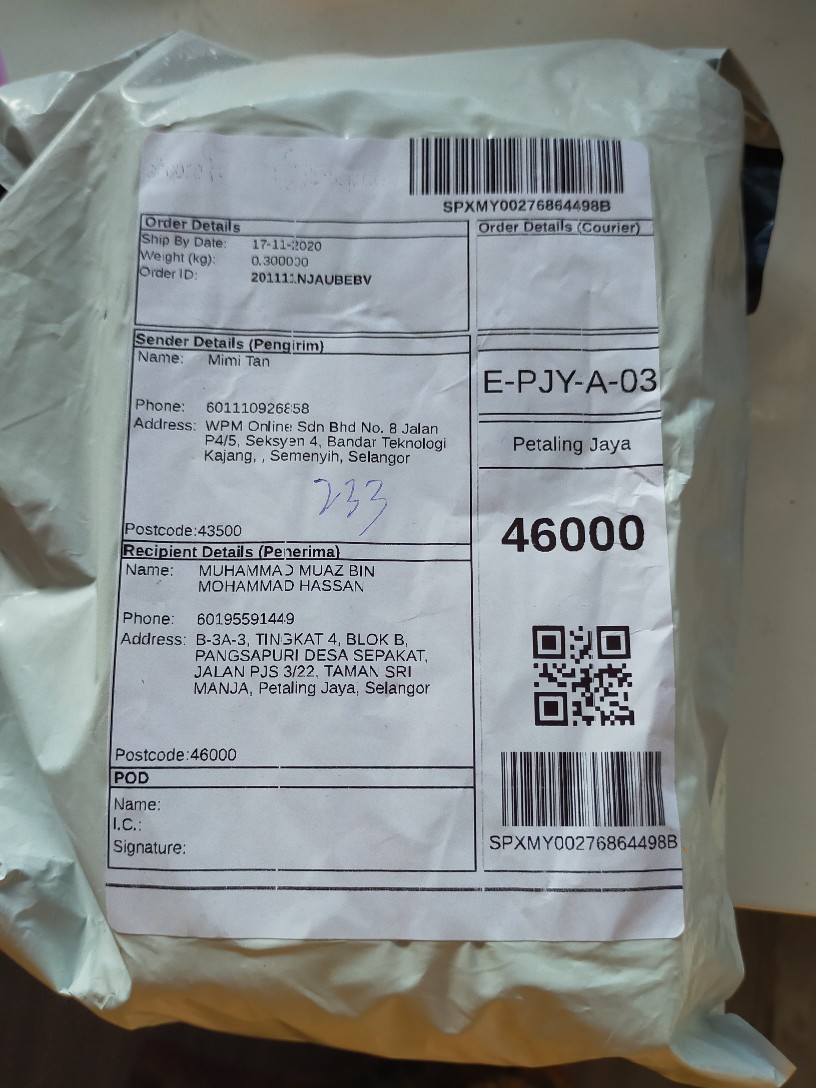 SPXMY00276864498B
Order Details
Ship By Date: 17-11-2020
Weight (kg): 0.300000
Order ID:
Order Details (Courier)
Sender Details (Pengirim)
Name: Mimi Tan
Phone: 601110926858
Address: WPM Online Sdn Bhd No. 8 Jalan
P4/5, Seksyen 4, Bandar Teknologi
Kajang, , Semenyih, Selangor
233
Postcode:43500
Recipient Details (Penerima)
Name: MUHAMMAD MUAZ BIN
MOHAMMAD HASSAN
Phone: 60195591449
Address: B-3A-3, TINGKAT 4, BLOK B,
PANGSAPURI DESA SEPAKAT,
JALAN PJS 3/22, TAMAN SRI
MANJA, Petaling Jaya, Selangor
Postcode:46000
POD
Name:
I.C.:
Signature:
E-PJY-A-03
Petaling Jaya
46000
SPXMY00276864498B